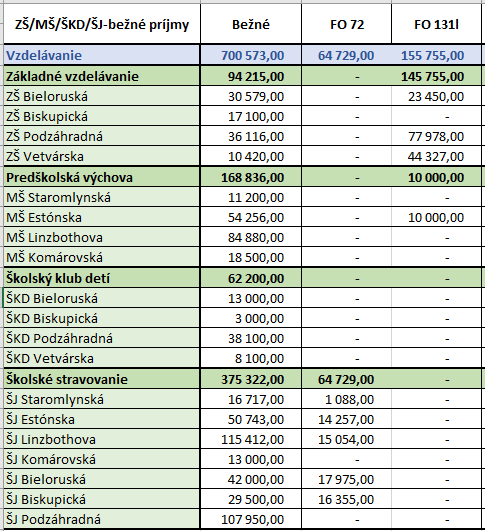 ZŠ/MŠ/ŠKD/ŠJ-bežné príjmy Bežné FO 72 FO 131l
Vzdelávanie 700 573,00 64 729,00 155 755,00
Základné vzdelávanie 94 215,00 - 145 755,00
ZŠ Bieloruská 30 579,00 - 23 450,00
ZŠ Biskupická 17 100,00 - -
ZŠ Podzáhradná 36 116,00 - 77 978,00
ZŠ Vetvárska 10 420,00 - 44 327,00
Predškolská výchova 168 836,00 - 10 000,00
MŠ Staromlynská 11 200,00 - -
MŠ Estónska 54 256,00 - 10 000,00
MŠ Linzbothova 84 880,00 - -
MŠ Komárovská 18 500,00 - -
Školský klub detí 62 200,00 - -
ŠKD Bieloruská 13 000,00 - -
ŠKD Biskupická 3 000,00 - -
ŠKD Podzáhradná 38 100,00 - -
ŠKD Vetvárska 8 100,00 - -
Školské stravovanie 375 322,00 64 729,00 -
ŠJ Staromlynská 16 717,00 1 088,00 -
ŠJ Estónska 50 743,00 14 257,00 -
ŠJ Linzbothova 115 412,00 15 054,00 -
ŠJ Komárovská 13 000,00 - -
ŠJ Bieloruská 42 000,00 17 975,00 -
ŠJ Biskupická 29 500,00 16 355,00 -
ŠJ Podzáhradná 107 950,00 - -